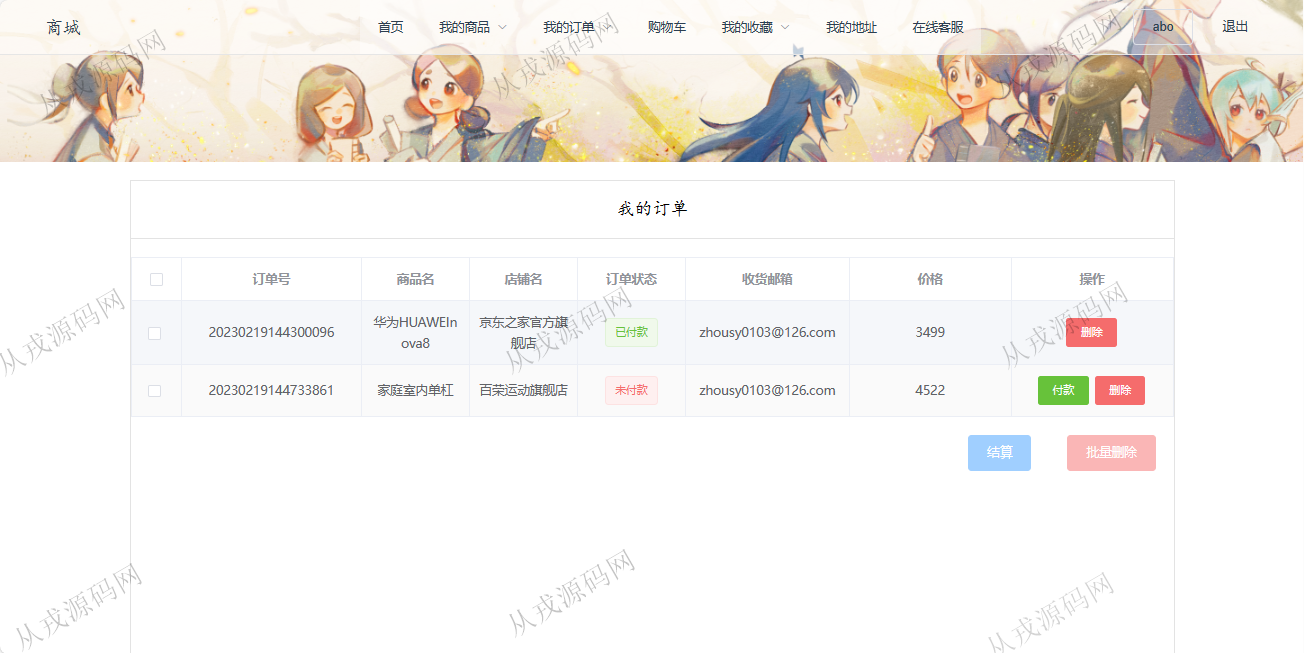 商城 首页 我的商品 我的订单 购物车 我的收藏 我的地址 在线客服 abo 退出
我的订单
订单号 商品名 店铺名 订单状态 收货邮箱 价格 操作
20230219144300096 华为HUAWEIn
ova8 京东之家官方旗
舰店 已付款 zhousy0103@126.com 3499 删除
20230219144733861 家庭室内单杠 百荣运动旗舰店 未付款 zhousy0103@126.com 4522 付款 删除
结算 批量删除
从戎源码网
从戎源码网
从戎源码网
从戎源码网
从戎源码网
从戎源码网
从戎源码网
从戎源码网
从戎源码网